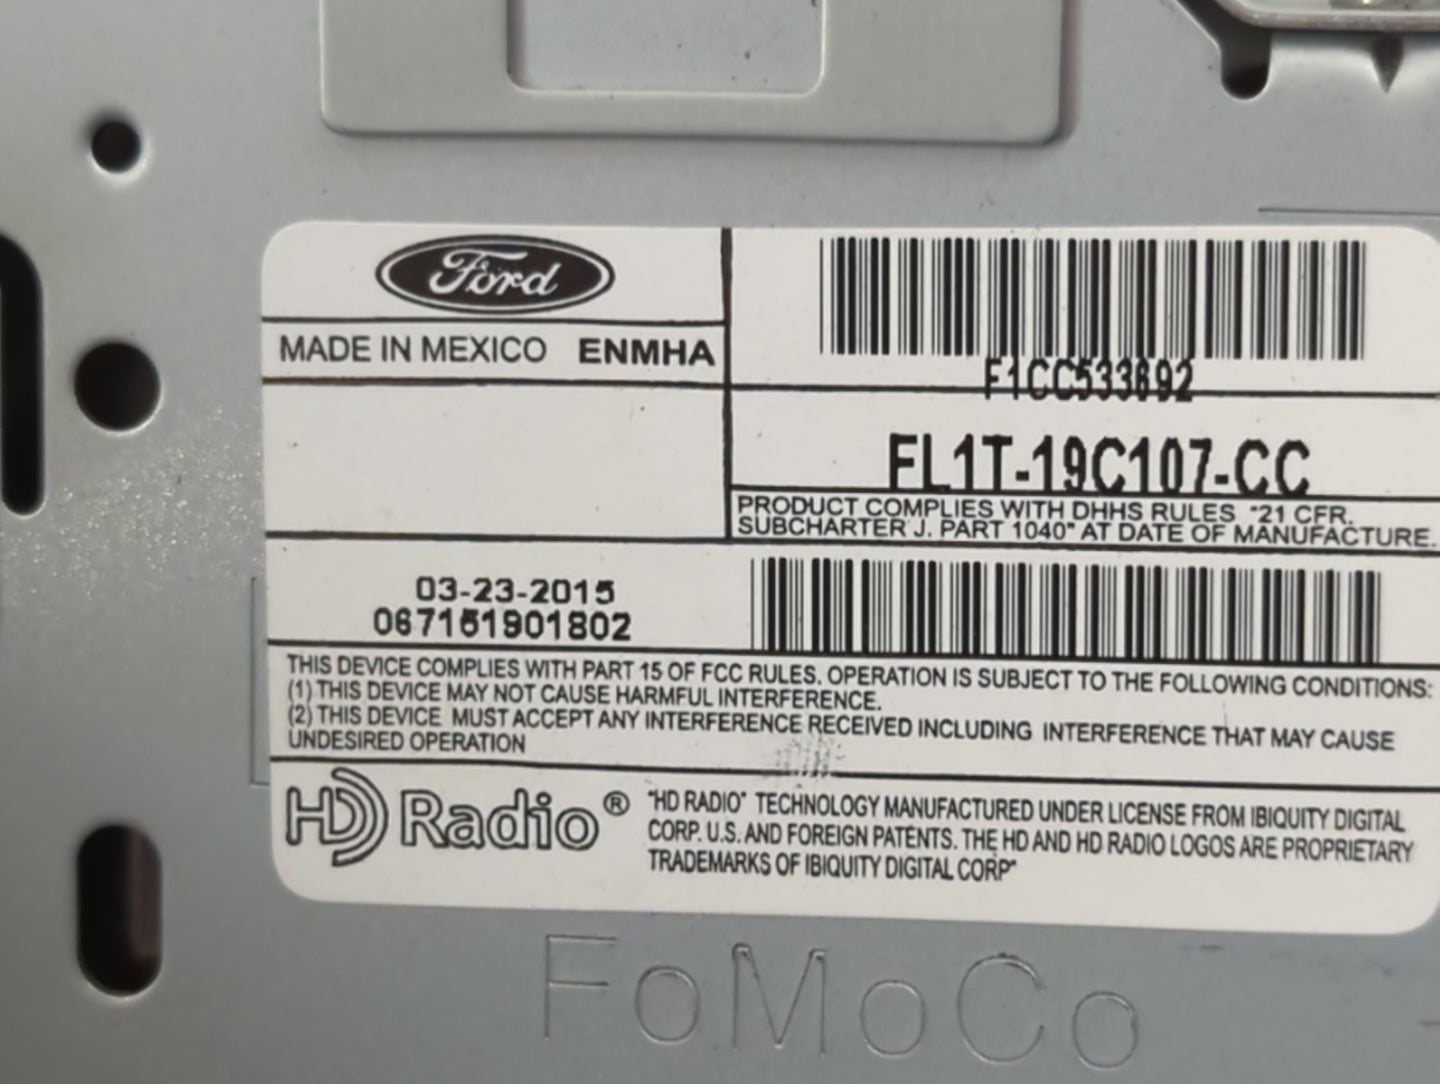 Ford
MADE IN MEXICO ENMHA
F1CC533692
FL1T-19C107-CC
PRODUCT COMPLIES WITH DHHS RULES "21 CFR.
SUBCHARTER J. PART 1040" AT DATE OF MANUFACTURE.
03-23-2015
067151901802
THIS DEVICE COMPLIES WITH PART 15 OF FCC RULES. OPERATION IS SUBJECT TO THE FOLLOWING CONDITIONS:
(1) THIS DEVICE MAY NOT CAUSE HARMFUL INTERFERENCE.
(2) THIS DEVICE MUST ACCEPT ANY INTERFERENCE RECEIVED INCLUDING INTERFERENCE THAT MAY CAUSE
UNDESIRED OPERATION
HD Radio®
"HD RADIO" TECHNOLOGY MANUFACTURED UNDER LICENSE FROM IBIQUITY DIGITAL
CORP. U.S. AND FOREIGN PATENTS. THE HD AND HD RADIO LOGOS ARE PROPRIETARY
TRADEMARKS OF IBIQUITY DIGITAL CORP"
FoMoCo